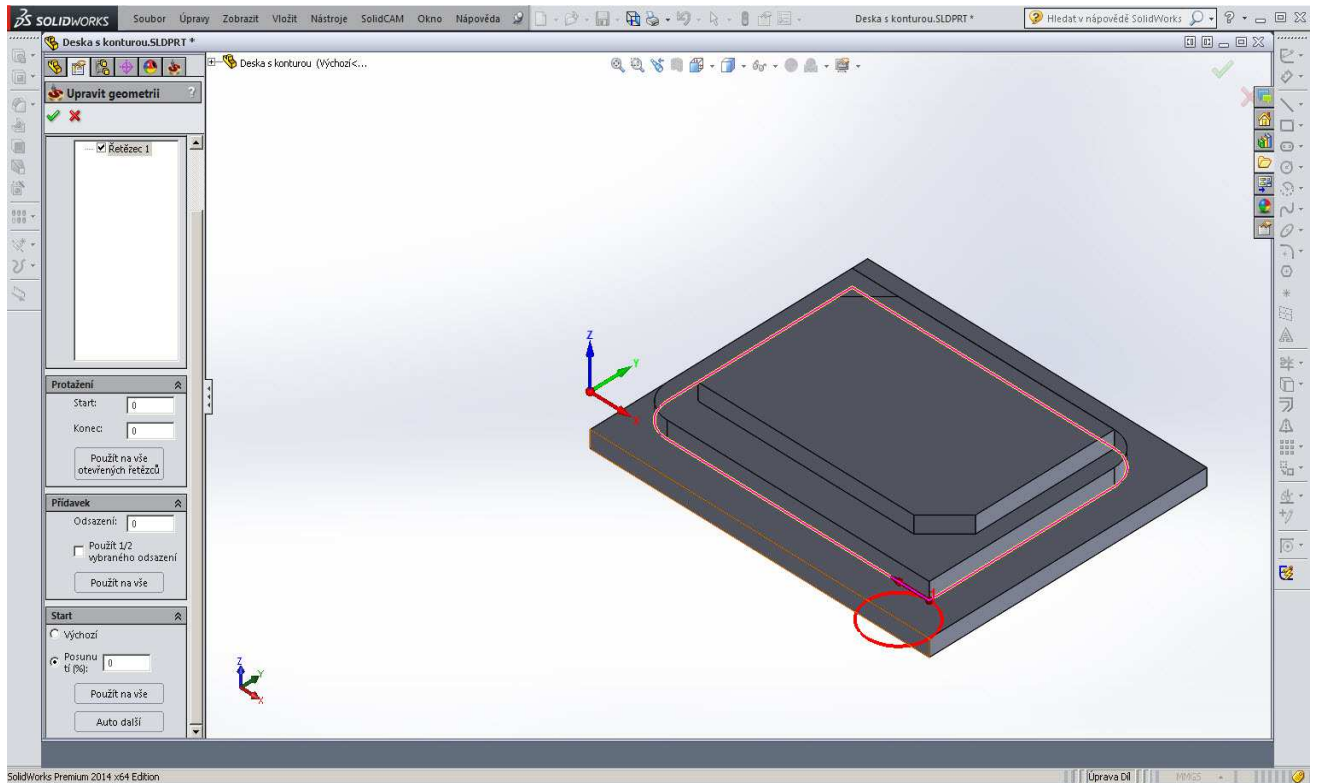 SOLIDWORKS Soubor Úpravy Zobrazit Vložit Nástroje SolidCAM Okno Nápověda Deska s konturou.SLDPRT * Hledat v nápovědě SolidWorks
Deska s konturou.SLDPRT *
Deska s konturou (Výchozí<...
Upravit geometrii ?
Řetězec 1
Protažení
Start: 0
Konec: 0
Použít na vše
otevřených řetězců
Přídavek
Odsazení: 0
Použít 1/2
vybraného odsazení
Použít na vše
Start
Výchozí
Posunu
tí (%): 0
Použít na vše
Auto další
Z
Y
X
Z
Y
X
SolidWorks Premium 2014 x64 Edition Úprava Díl MMGS